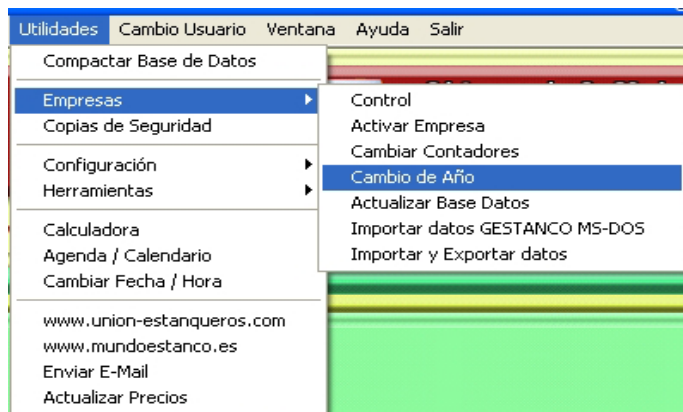 Utilidades Cambio Usuario Ventana Ayuda Salir
Compactar Base de Datos
Empresas
Copias de Seguridad
Configuración
Herramientas
Calculadora
Agenda / Calendario
Cambiar Fecha / Hora
www.union-estanqueros.com
www.mundoestanco.es
Enviar E-Mail
Actualizar Precios
Control
Activar Empresa
Cambiar Contadores
Cambio de Año
Actualizar Base Datos
Importar datos GESTANCO MS-DOS
Importar y Exportar datos